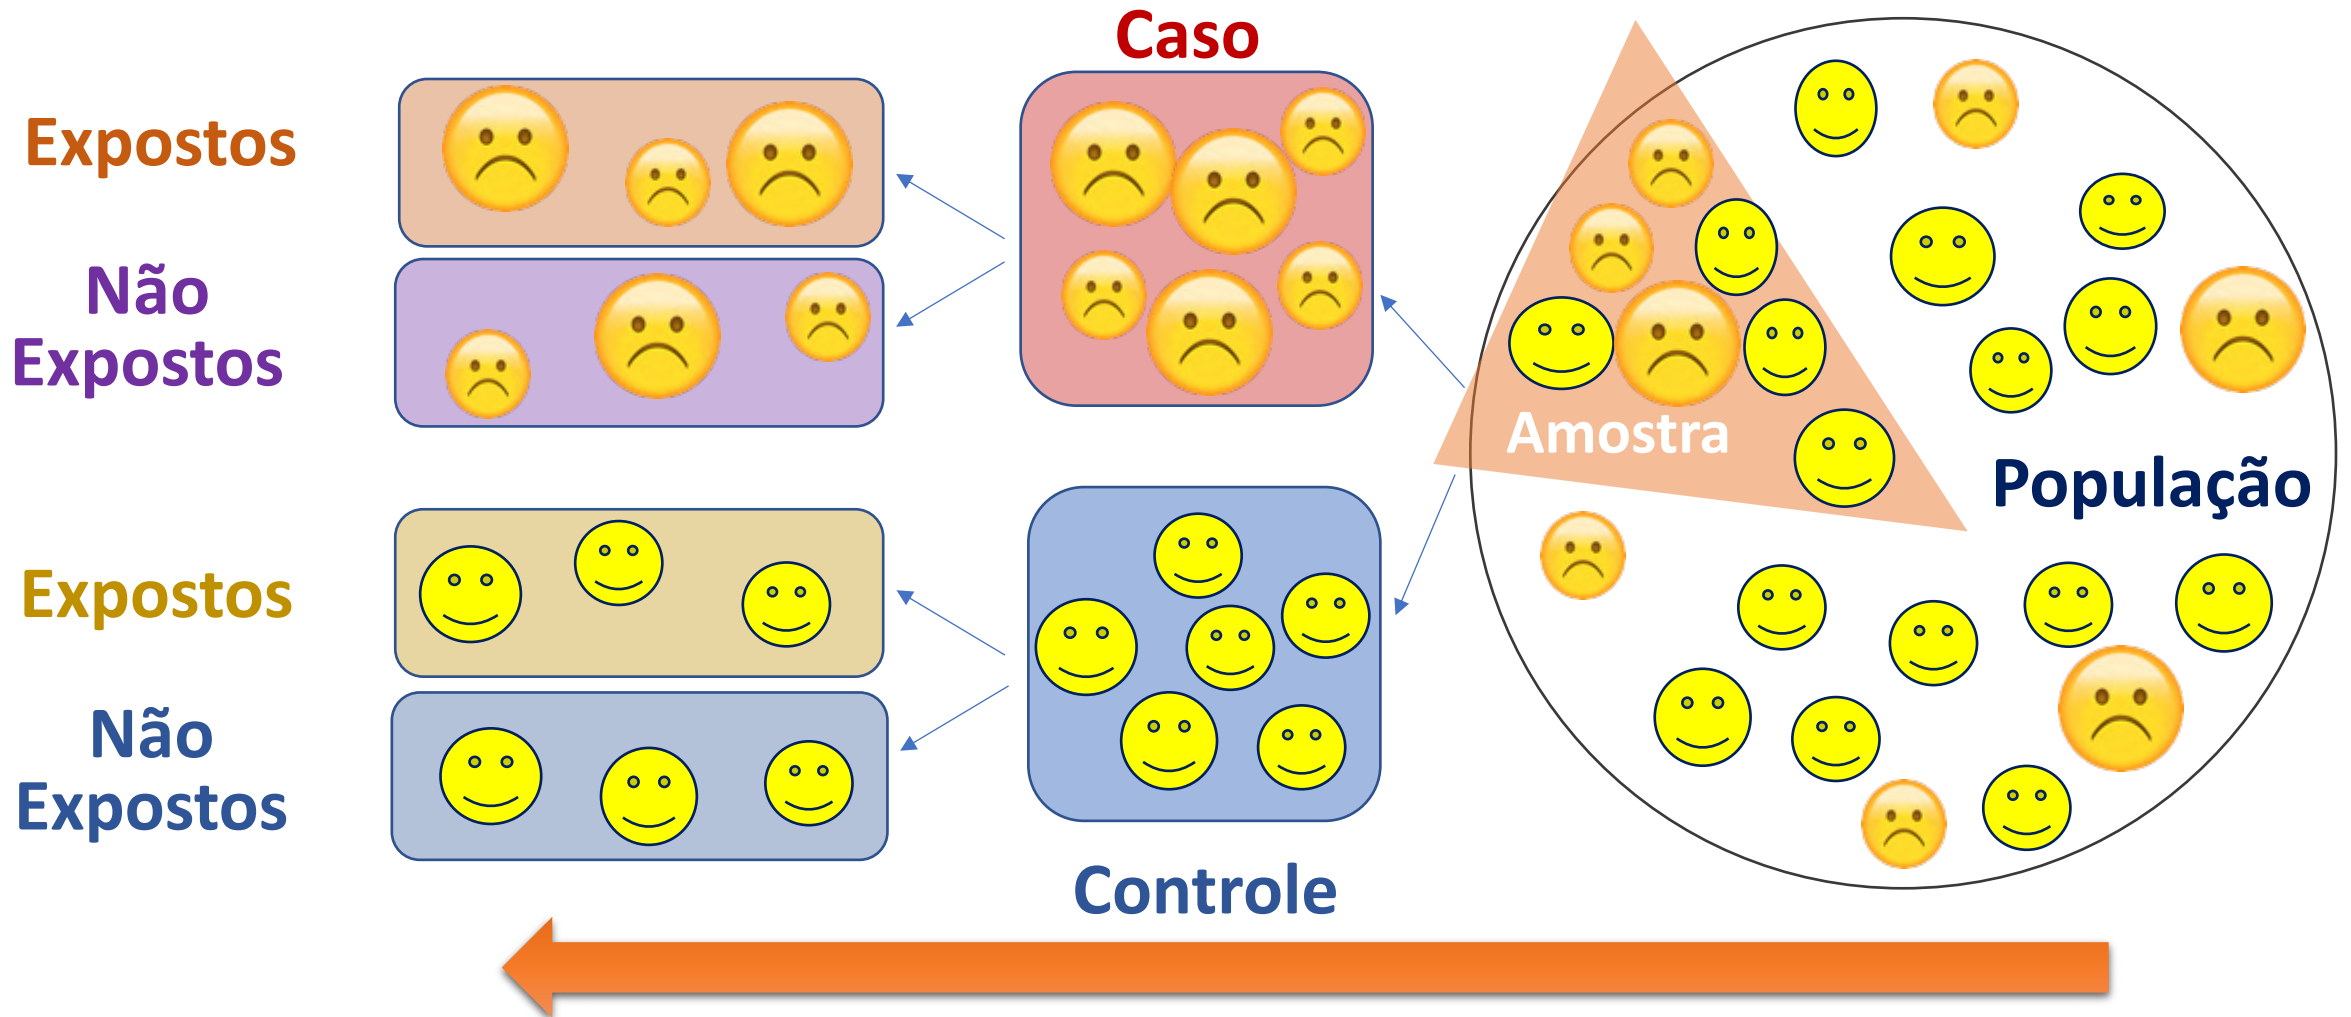 Caso
Expostos
Não
Expostos
Amostra
População
Expostos
Não
Expostos
Controle